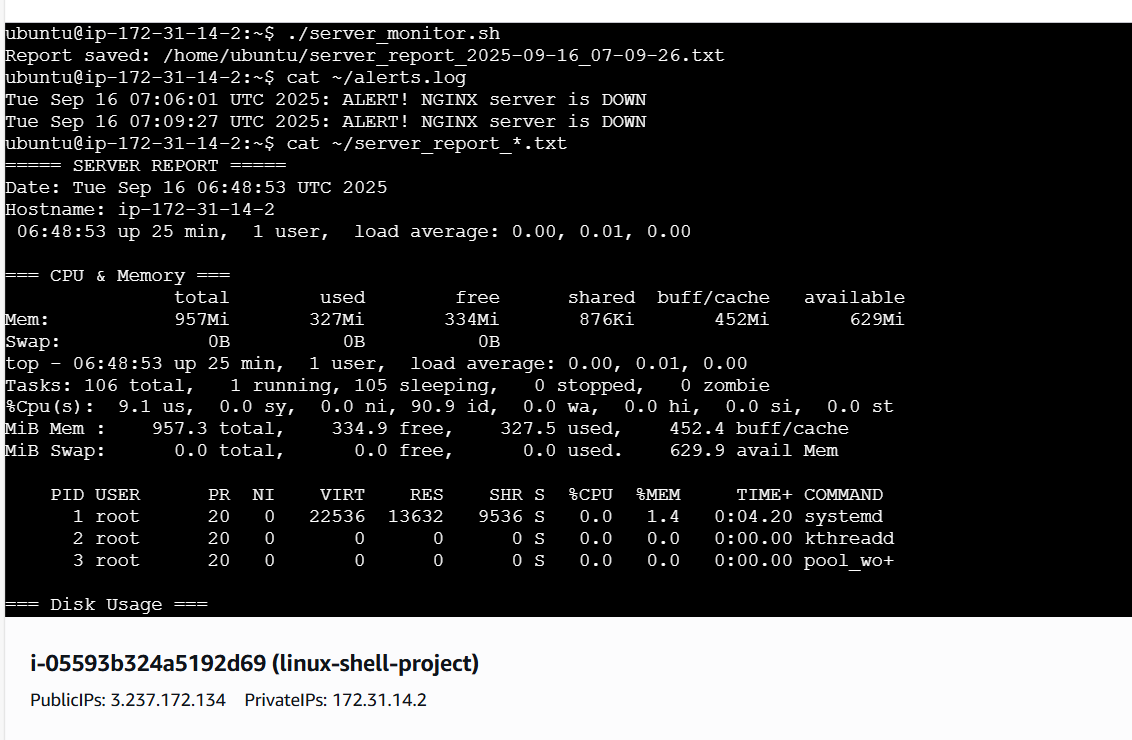 ubuntu@ip-172-31-14-2:~$ ./server_monitor.sh
Report saved: /home/ubuntu/server_report_2025-09-16_07-09-26.txt
ubuntu@ip-172-31-14-2:~$ cat ~/alerts.log
Tue Sep 16 07:06:01 UTC 2025: ALERT! NGINX server is DOWN
Tue Sep 16 07:09:27 UTC 2025: ALERT! NGINX server is DOWN
ubuntu@ip-172-31-14-2:~$ cat ~/server_report_*.txt
===== SERVER REPORT =====
Date: Tue Sep 16 06:48:53 UTC 2025
Hostname: ip-172-31-14-2
 06:48:53 up 25 min,  1 user,  load average: 0.00, 0.01, 0.00
=== CPU & Memory ===
               total        used        free      shared  buff/cache   available
Mem:           957Mi       327Mi       334Mi       876Ki       452Mi       629Mi
Swap:             0B          0B          0B
top - 06:48:53 up 25 min,  1 user,  load average: 0.00, 0.01, 0.00
Tasks: 106 total,   1 running, 105 sleeping,   0 stopped,   0 zombie
%Cpu(s):  9.1 us,  0.0 sy,  0.0 ni, 90.9 id,  0.0 wa,  0.0 hi,  0.0 si,  0.0 st
MiB Mem :    957.3 total,    334.9 free,    327.5 used,    452.4 buff/cache
MiB Swap:      0.0 total,      0.0 free,      0.0 used.    629.9 avail Mem
    PID USER      PR  NI    VIRT    RES    SHR S  %CPU  %MEM     TIME+ COMMAND
      1 root      20   0   22536  13632   9536 S   0.0   1.4   0:04.20 systemd
      2 root      20   0       0      0      0 S   0.0   0.0   0:00.00 kthreadd
      3 root      20   0       0      0      0 S   0.0   0.0   0:00.00 pool_wo+
=== Disk Usage ===
i-05593b324a5192d69 (linux-shell-project)
PublicIPs: 3.237.172.134    PrivateIPs: 172.31.14.2